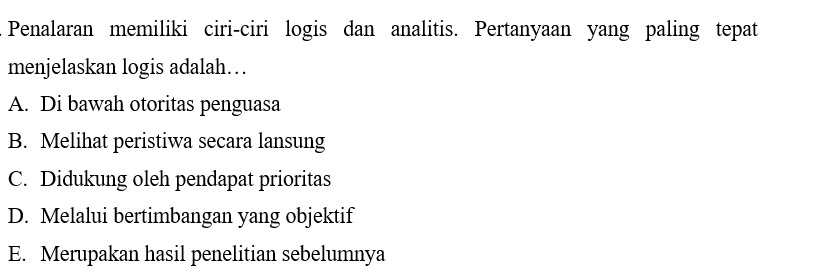 . Penalaran memiliki ciri-ciri logis dan analitis. Pertanyaan yang paling tepat
menjelaskan logis adalah…
A. Di bawah otoritas penguasa
B. Melihat peristiwa secara lansung
C. Didukung oleh pendapat prioritas
D. Melalui bertimbangan yang objektif
E. Merupakan hasil penelitian sebelumnya